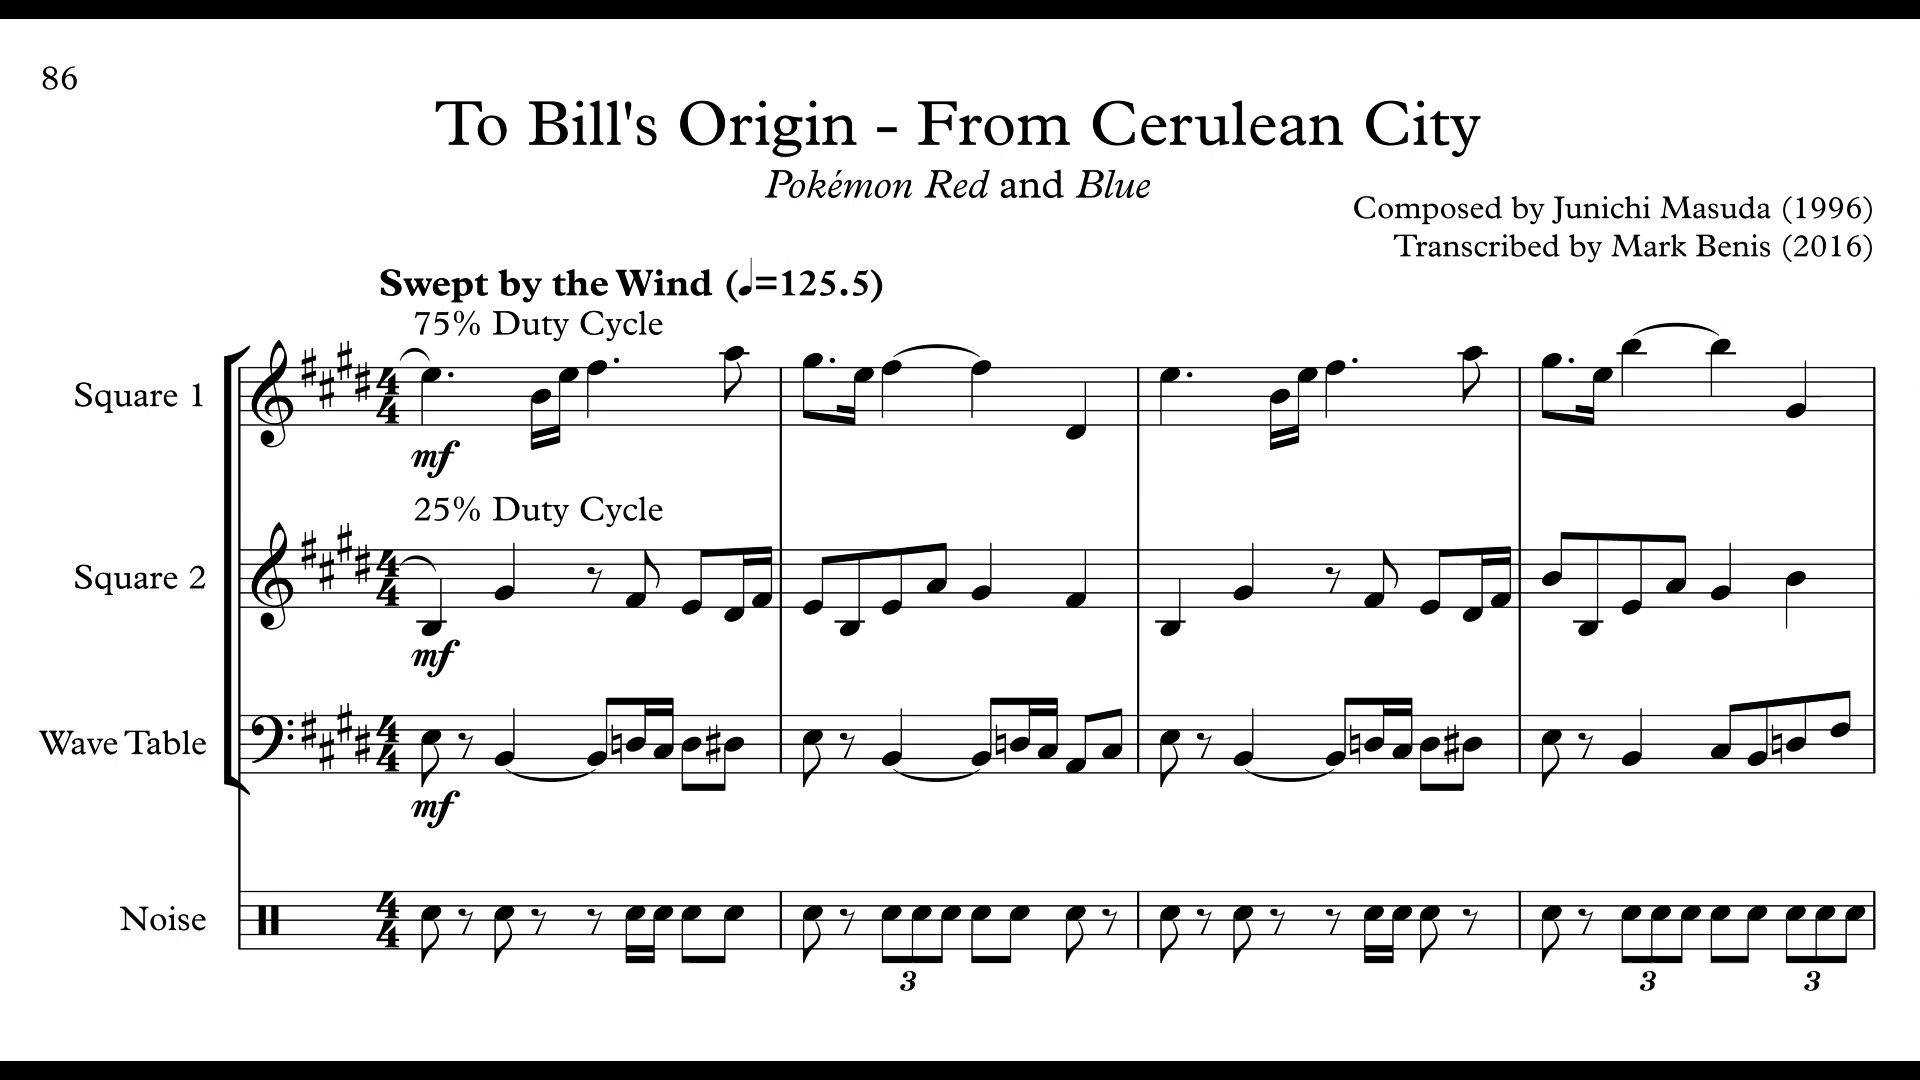 86
To Bill's Origin - From Cerulean City
Pokémon Red and Blue
Composed by Junichi Masuda (1996)
Transcribed by Mark Benis (2016)
Swept by the Wind (♩=125.5)
75% Duty Cycle
Square 1
mf
25% Duty Cycle
Square 2
mf
Wave Table
mf
Noise
3
3
3